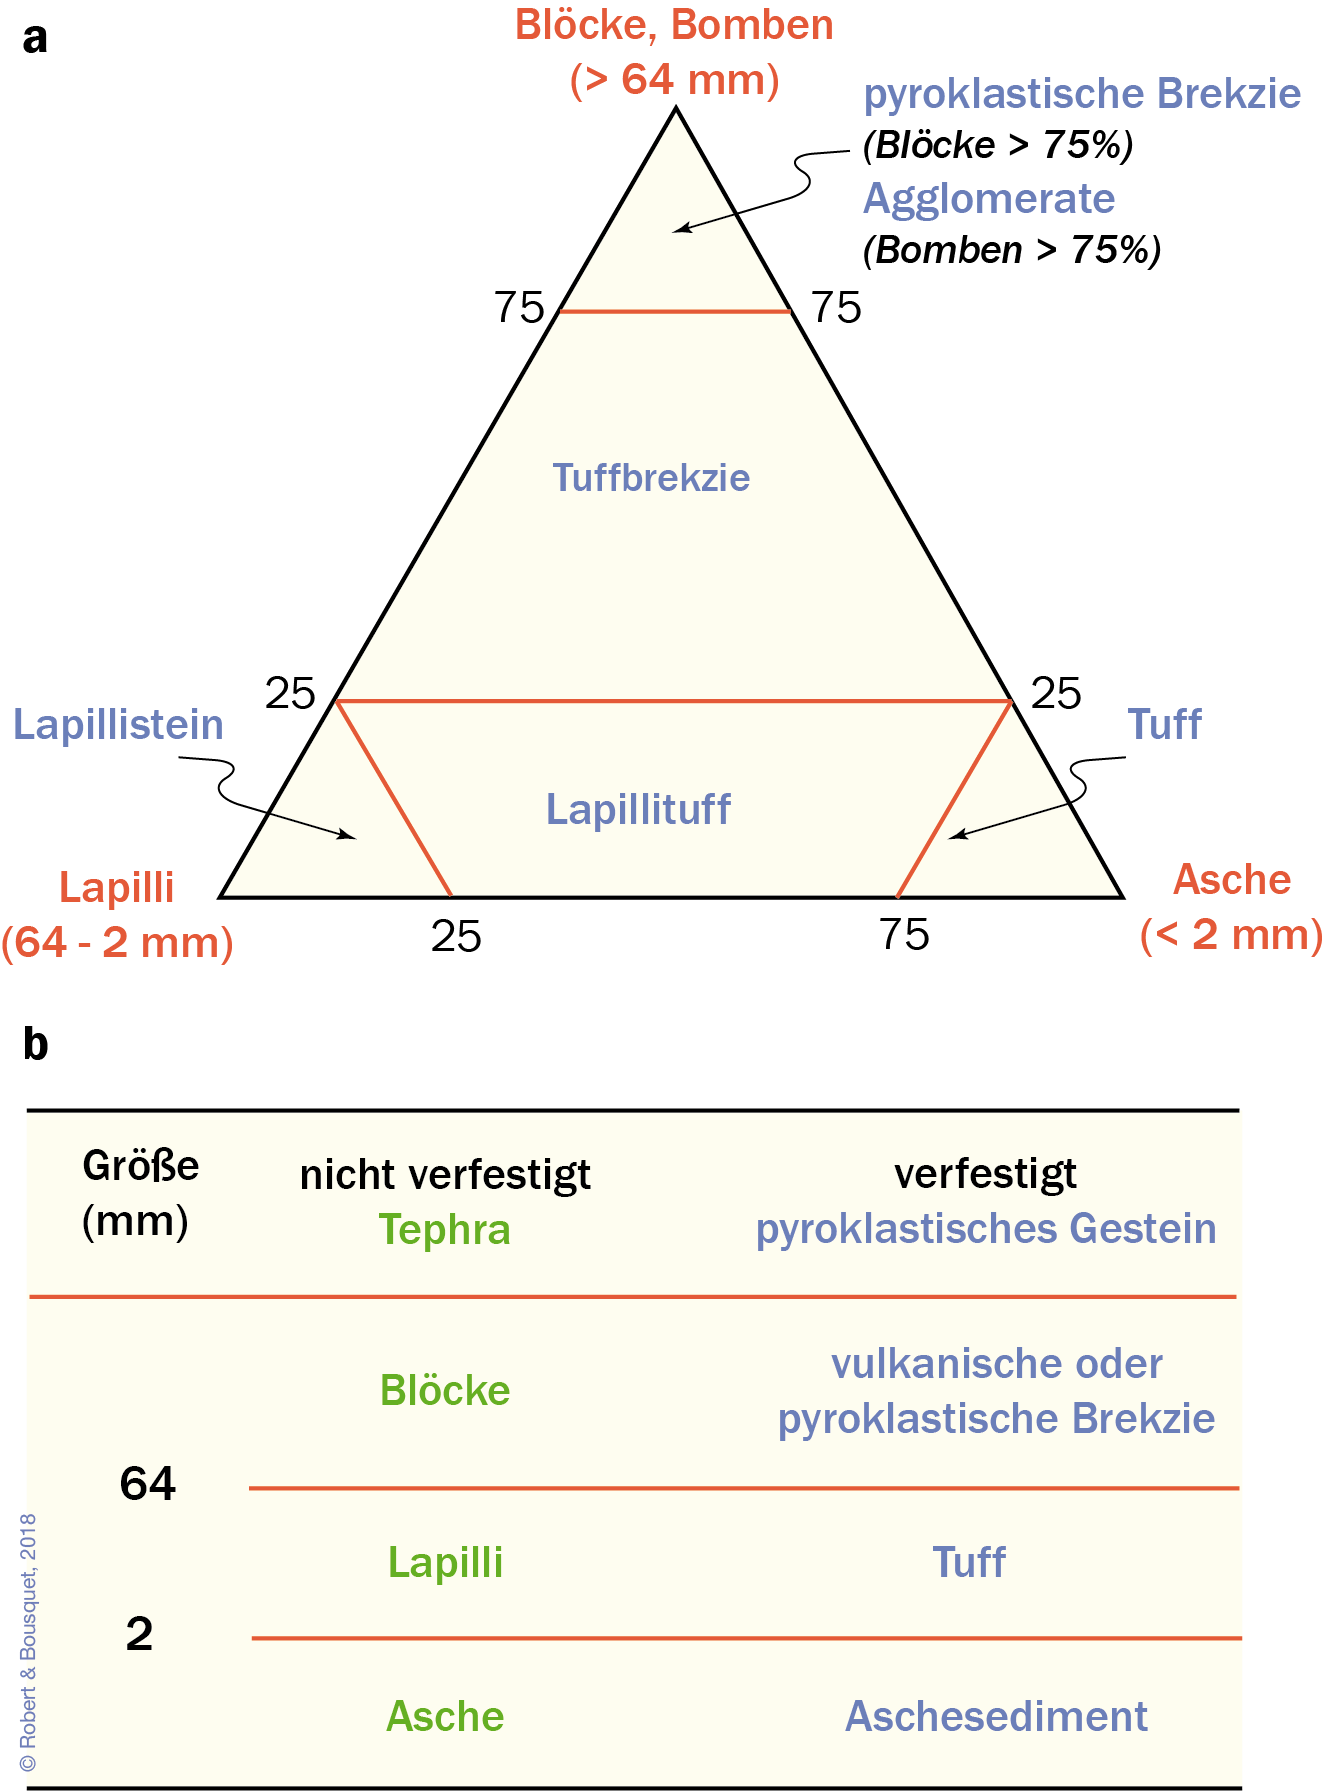 a
Blöcke, Bomben
(> 64 mm)
pyroklastische Brekzie
(Blöcke > 75%)
Agglomerate
(Bomben > 75%)
75
75
Tuffbrekzie
25
25
Lapillistein
Tuff
Lapillituff
Lapilli
(64 - 2 mm)
Asche
(< 2 mm)
25
75
b
Größe
(mm)
nicht verfestigt
Tephra
verfestigt
pyroklastisches Gestein
Blöcke
vulkanische oder
pyroklastische Brekzie
64
Lapilli
Tuff
2
Asche
Aschesediment
© Robert & Bousquet, 2018